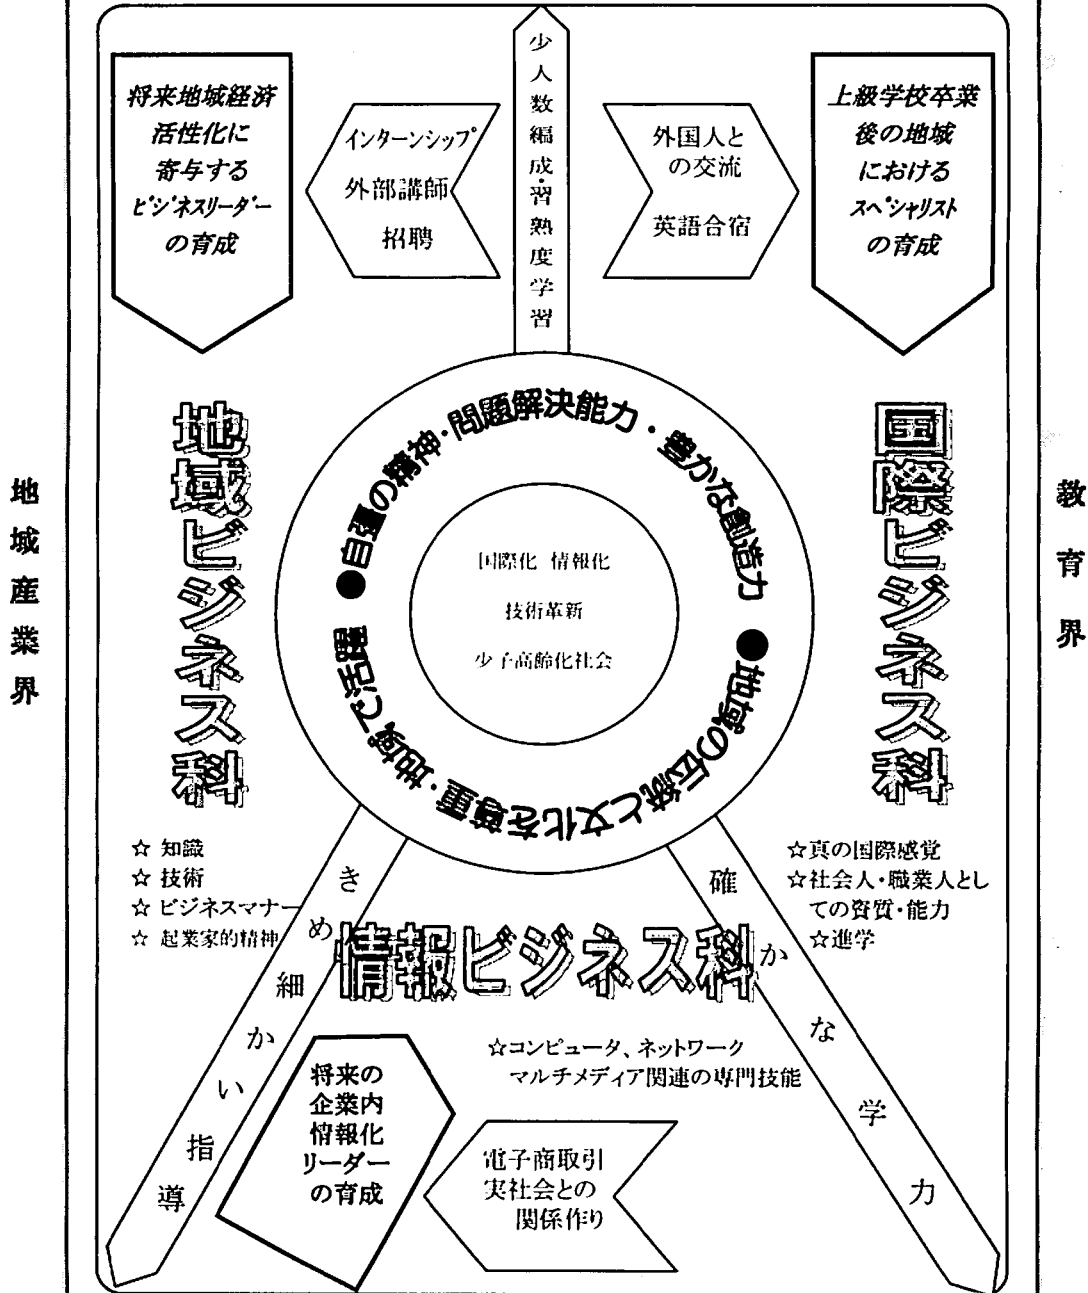 少人数編成・習熟度学習
将来地域経済
活性化に
寄与する
ビジネスリーダー
の育成
インターンシップ
外部講師
招聘
外国人と
の交流
英語合宿
上級学校卒業
後の地域
における
スペシャリスト
の育成
地域ビジネス科
国際ビジネス科
地域産業界
教育界
●自彊の精神・問題解決能力・豊かな創造力
●地域の伝統と文化を尊重・地域で活躍
国際化 情報化
技術革新
少子高齢化社会
☆ 知識
☆ 技術
☆ ビジネスマナー
☆ 起業家的精神
☆真の国際感覚
☆社会人・職業人とし
ての資質・能力
☆進学
きめ細かい指導
確かな学力
情報ビジネス科
☆コンピュータ、ネットワーク
マルチメディア関連の専門技能
将来の
企業内
情報化
リーダー
の育成
電子商取引
実社会との
関係作り